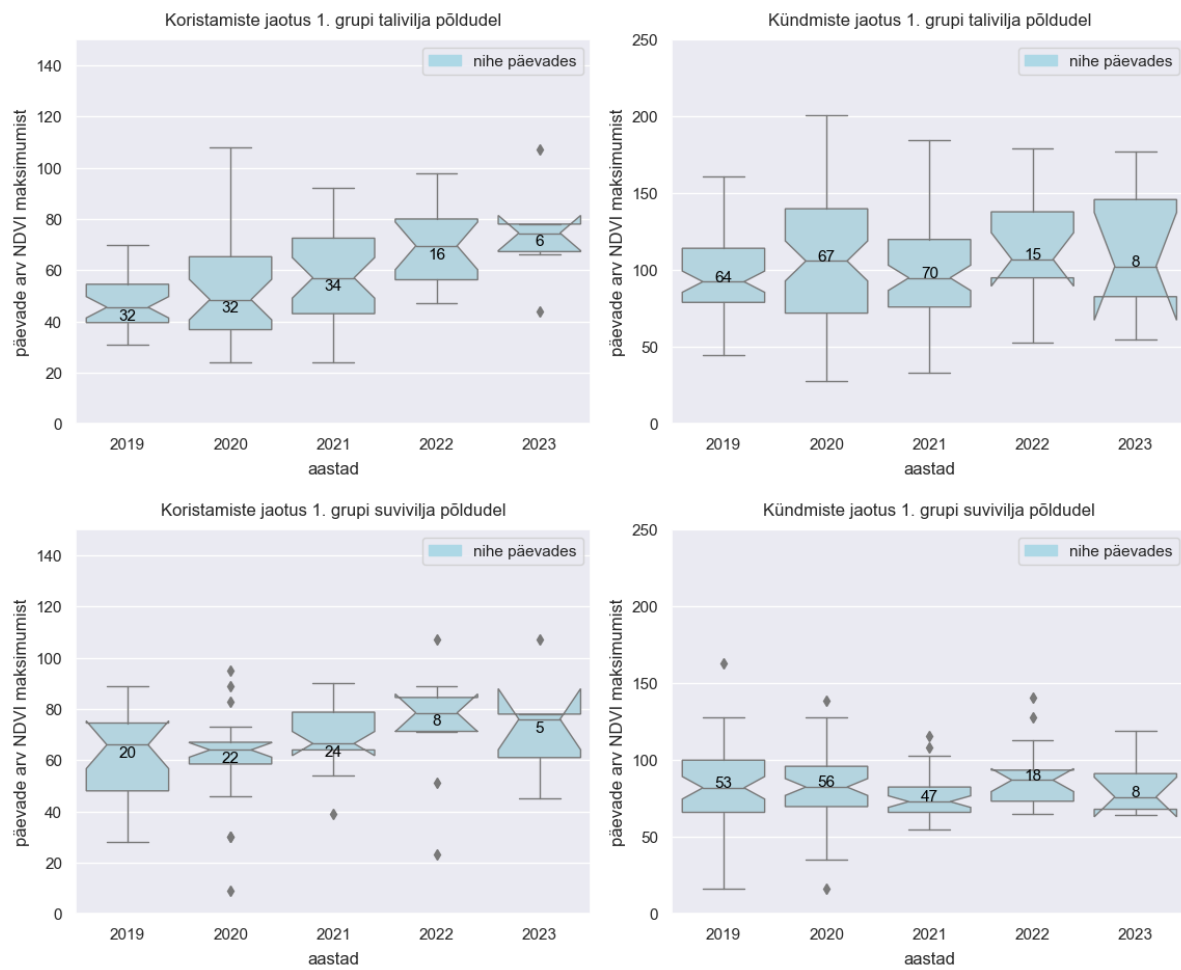 Koristamiste jaotus 1. grupi talivilja põldudel
nihe päevades
päevade arv NDVI maksimumist
140
120
100
80
60
40
20
0
32
32
34
16
6
2019 2020 2021 2022 2023
aastad
Kündmiste jaotus 1. grupi talivilja põldudel
nihe päevades
päevade arv NDVI maksimumist
250
200
150
100
50
0
64
67
70
15
8
2019 2020 2021 2022 2023
aastad
Koristamiste jaotus 1. grupi suvivilja põldudel
nihe päevades
päevade arv NDVI maksimumist
140
120
100
80
60
40
20
0
20
22
24
8
5
2019 2020 2021 2022 2023
aastad
Kündmiste jaotus 1. grupi suvivilja põldudel
nihe päevades
päevade arv NDVI maksimumist
250
200
150
100
50
0
53
56
47
18
8
2019 2020 2021 2022 2023
aastad